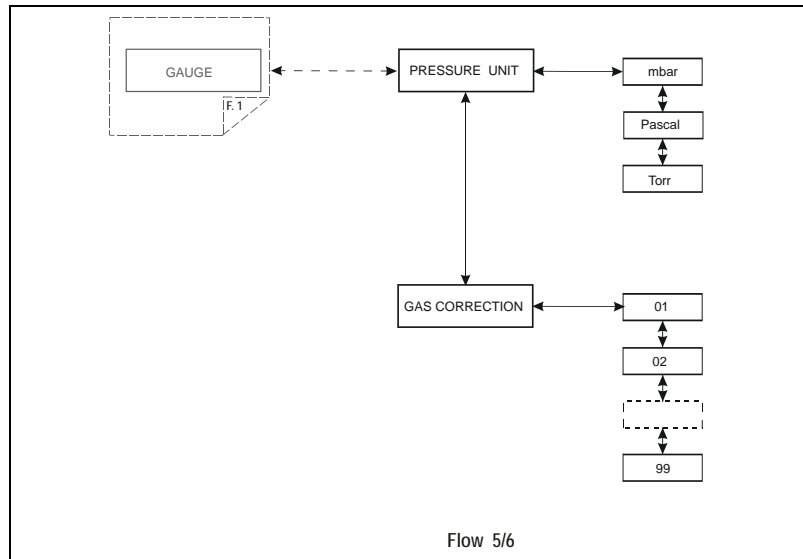 GAUGE
F. 1
PRESSURE UNIT
mbar
Pascal
Torr
GAS CORRECTION
01
02
99
Flow 5/6